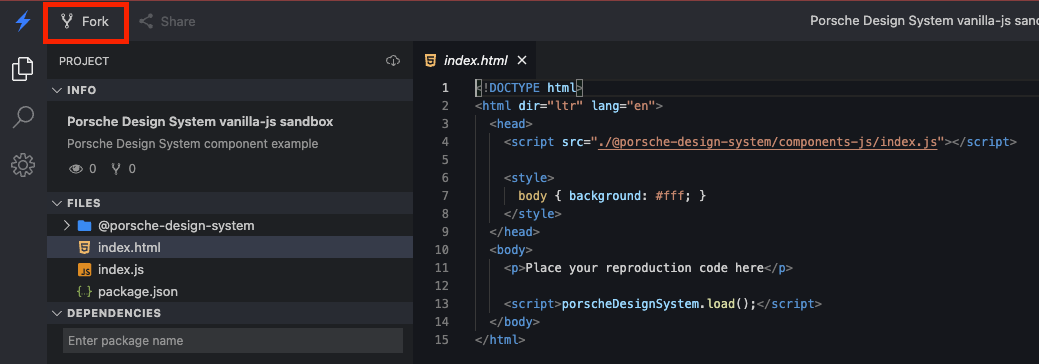 Fork
Share
Porsche Design System vanilla-js sand
PROJECT
INFO
Porsche Design System vanilla-js sandbox
Porsche Design System component example
0 0
FILES
@porsche-design-system
index.html
JS index.js
{..} package.json
DEPENDENCIES
Enter package name
index.html ×
1 <!DOCTYPE html>
2 <html dir="ltr" lang="en">
3 <head>
4 <script src="./@porsche-design-system/components-js/index.js"></script>
5
6 <style>
7 body { background: #fff; }
8 </style>
9 </head>
10 <body>
11 <p>Place your reproduction code here</p>
12
13 <script>porscheDesignSystem.load();</script>
14 </body>
15 </html>